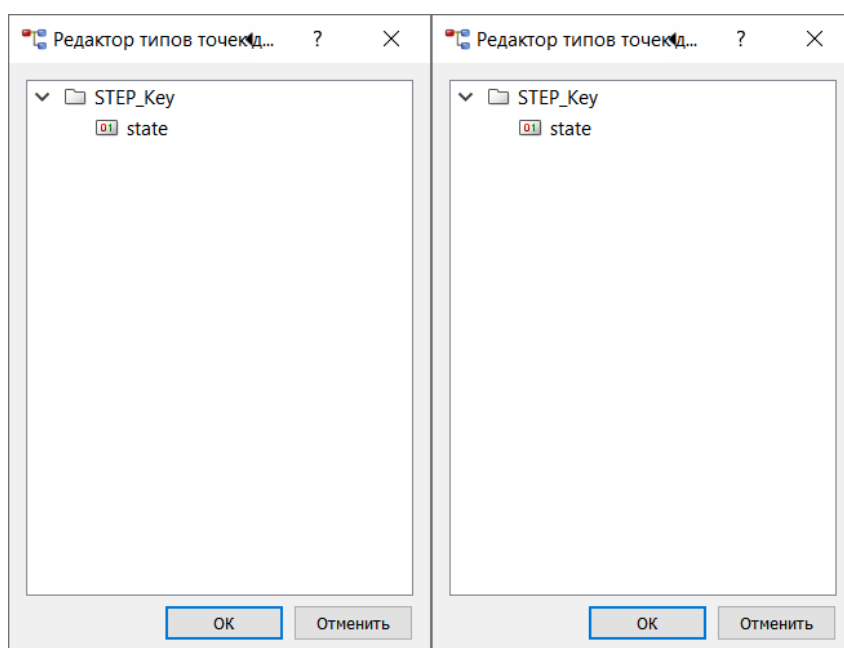 Редактор типов точек д... ?
STEP_Key
01 state
OK Отменить
Редактор типов точек д... ?
STEP_Key
01 state
OK Отменить